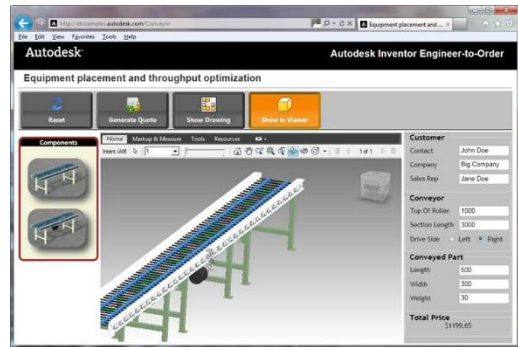 http://etosamples.autodesk.com/Conveyor
Equipment placement and ...
File Edit View Favorites Tools Help
Autodesk
Autodesk Inventor Engineer-to-Order
Equipment placement and throughput optimization
Reset
Generate Quote
Show Drawing
Show in Viewer
Components
Home Markup & Measure Tools Resources
1
1 of 1
FRONT
Customer
Contact John Doe
Company Big Company
Sales Rep Jane Doe
Conveyor
Top Of Roller 1000
Section Length 3000
Drive Side Left Right
Conveyed Part
Length 600
Width 300
Weight 30
Total Price
$1199.65